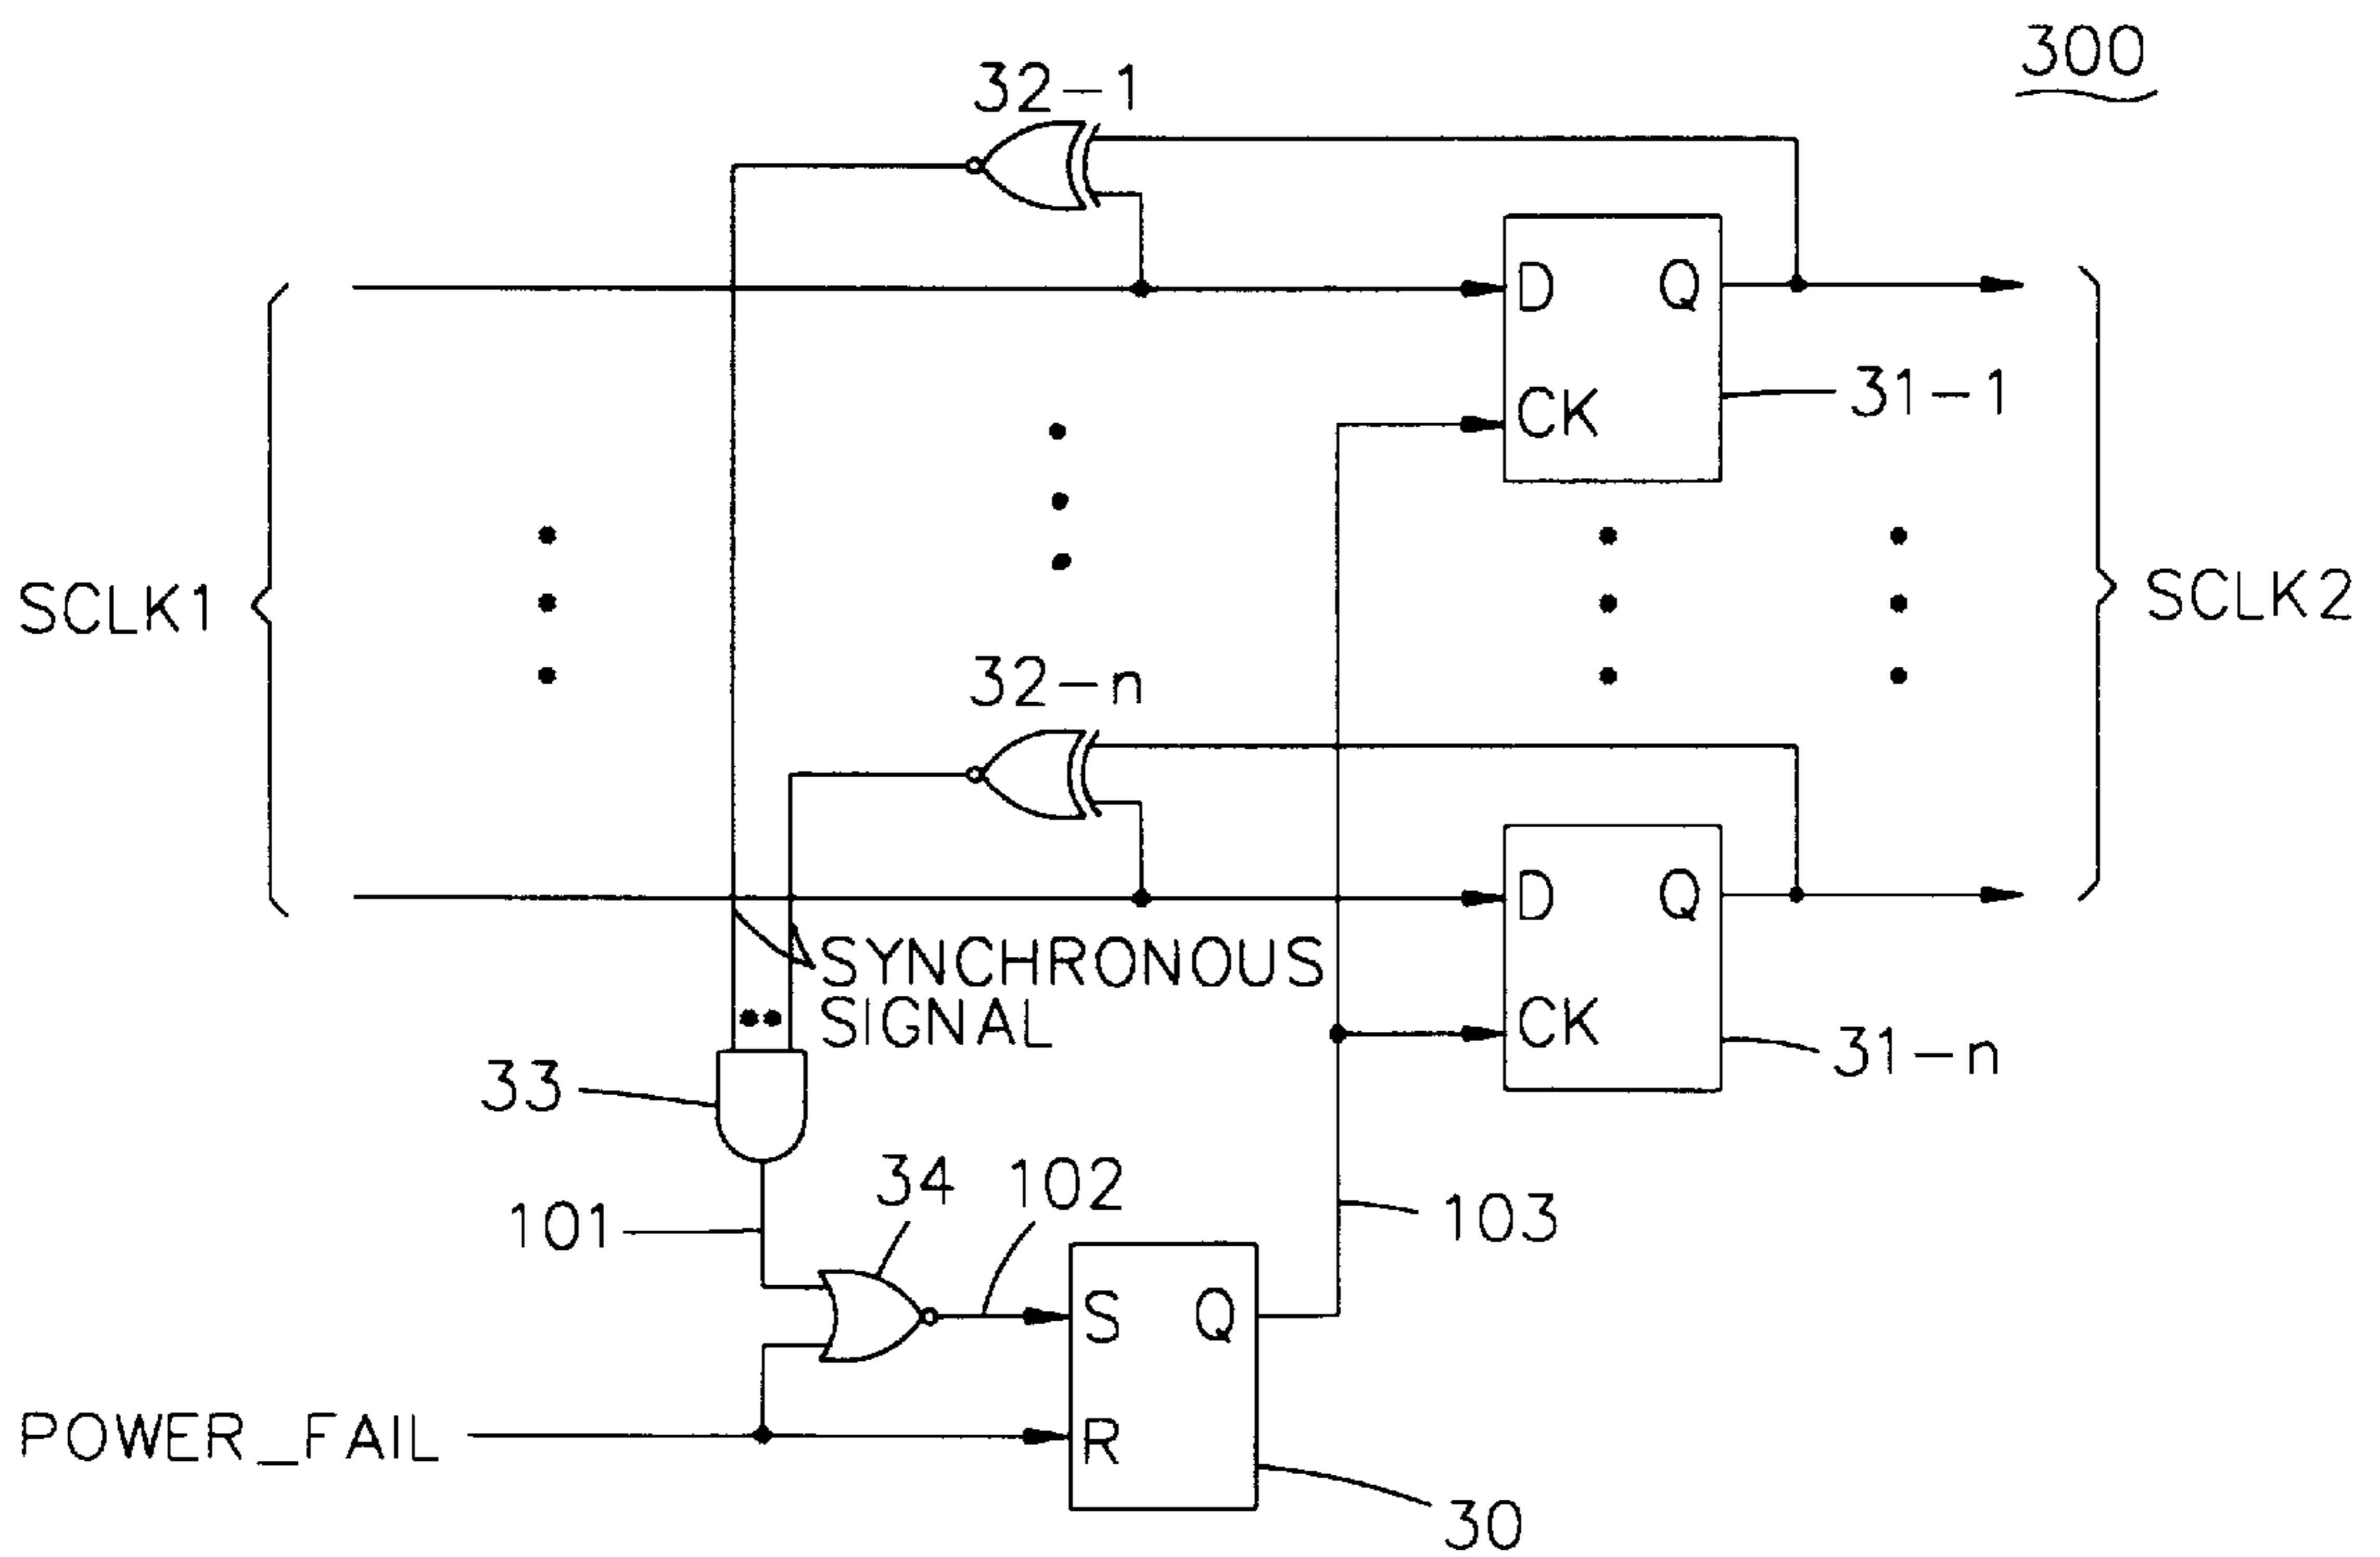 300
32-1
D Q
CK
31-1
SCLK1
SCLK2
32-n
D Q
SYNCHRONOUS
SIGNAL
CK
31-n
33
34
102
101
103
S Q
POWER_FAIL
R
30